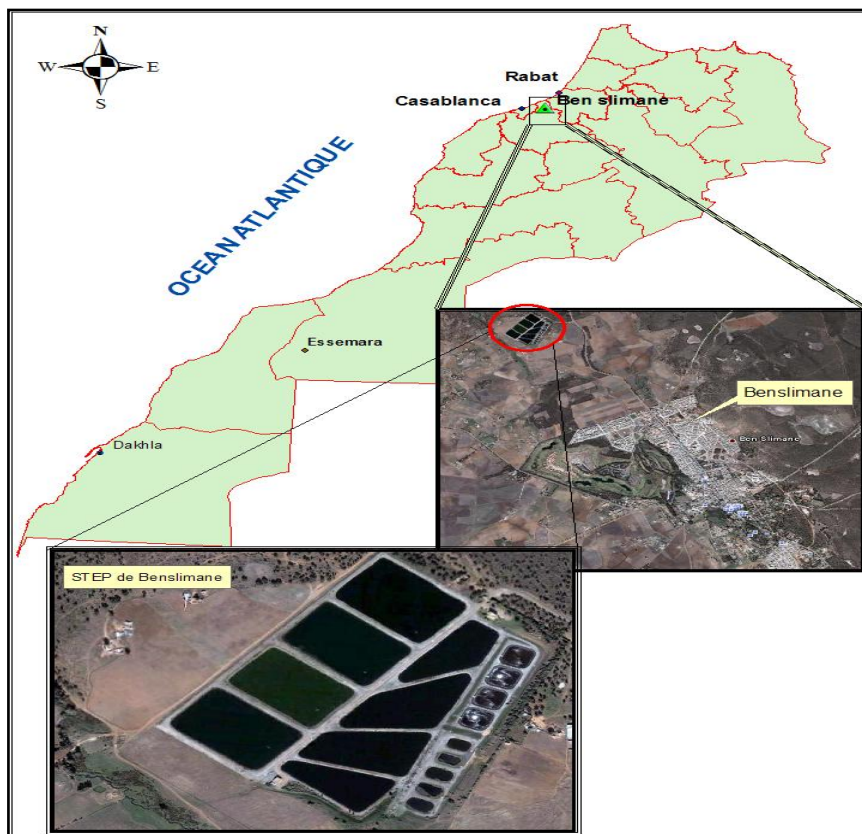 N
W E
S
Rabat
Casablanca
Ben slimane
OCEAN ATLANTIQUE
Essemara
Dakhla
Benslimane
Ben Slimane
STEP de Benslimane